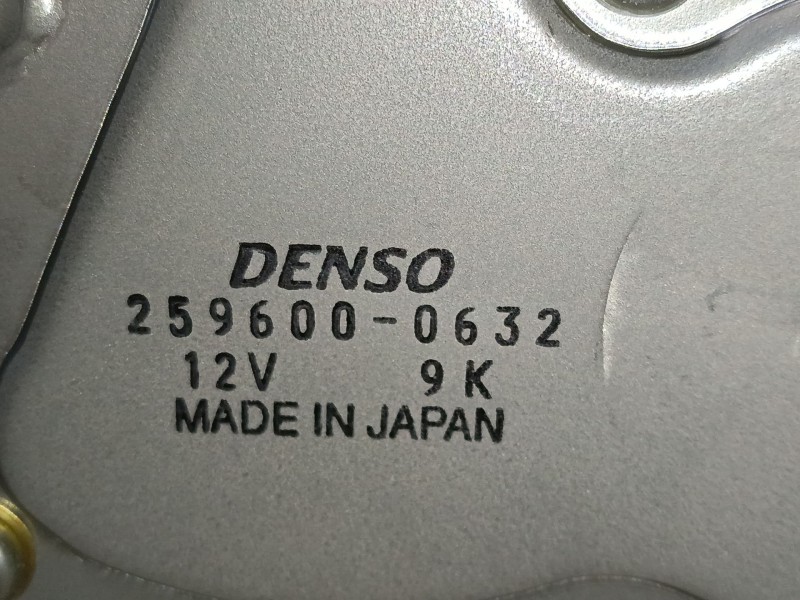 DENSO
259600-0632
12V 9K
MADE IN JAPAN